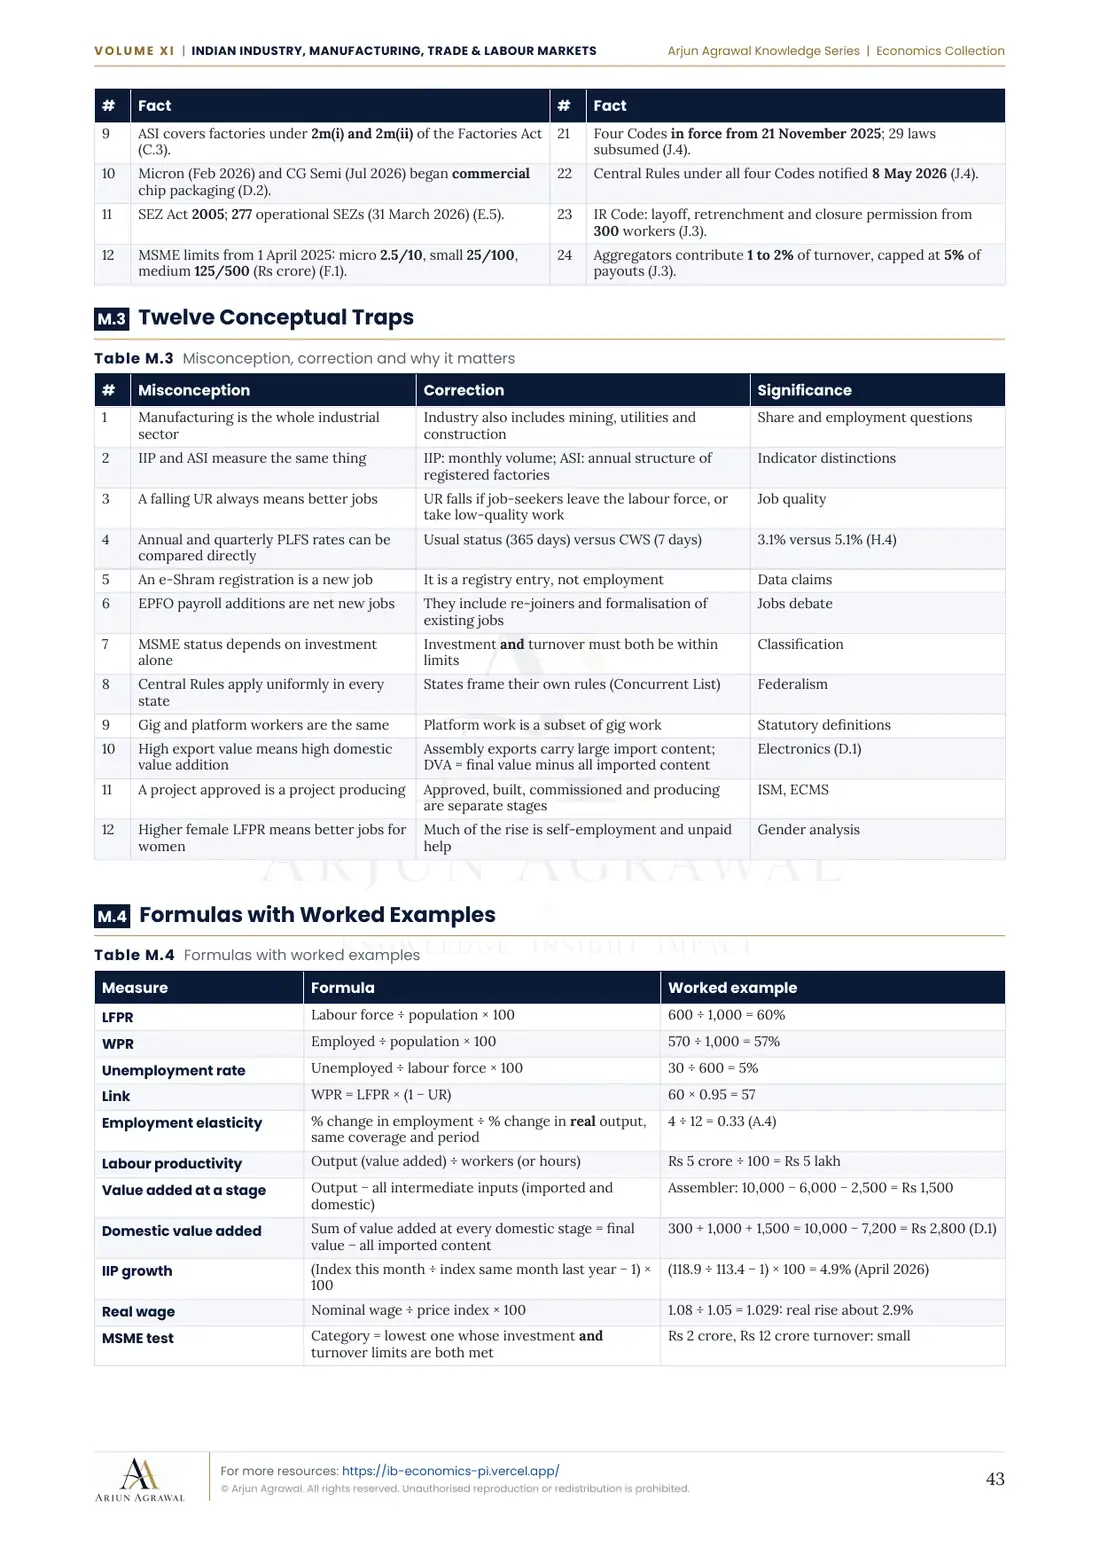 VOLUME XI | INDIAN INDUSTRY, MANUFACTURING, TRADE & LABOUR MARKETS
Arjun Agrawal Knowledge Series | Economics Collection
# Fact # Fact
9 ASI covers factories under 2m(i) and 2m(ii) of the Factories Act
(C.3).
21 Four Codes in force from 21 November 2025; 29 laws
subsumed (J.4).
10 Micron (Feb 2026) and CG Semi (Jul 2026) began commercial
chip packaging (D.2).
22 Central Rules under all four Codes notified 8 May 2026 (J.4).
11 SEZ Act 2005; 277 operational SEZs (31 March 2026) (E.5).
23 IR Code: layoff, retrenchment and closure permission from
300 workers (J.3).
12 MSME limits from 1 April 2025: micro 2.5/10, small 25/100,
medium 125/500 (Rs crore) (F.1).
24 Aggregators contribute 1 to 2% of turnover, capped at 5% of
payouts (J.3).
M.3 Twelve Conceptual Traps
Table M.3 Misconception, correction and why it matters
# Misconception Correction Significance
1 Manufacturing is the whole industrial
sector
Industry also includes mining, utilities and
construction
Share and employment questions
2 IIP and ASI measure the same thing
IIP: monthly volume; ASI: annual structure of
registered factories
Indicator distinctions
3 A falling UR always means better jobs
UR falls if job-seekers leave the labour force, or
take low-quality work
Job quality
4 Annual and quarterly PLFS rates can be
compared directly
Usual status (365 days) versus CWS (7 days)
3.1% versus 5.1% (H.4)
5 An e-Shram registration is a new job
It is a registry entry, not employment
Data claims
6 EPFO payroll additions are net new jobs
They include re-joiners and formalisation of
existing jobs
Jobs debate
7 MSME status depends on investment
alone
Investment and turnover must both be within
limits
Classification
8 Central Rules apply uniformly in every
state
States frame their own rules (Concurrent List)
Federalism
9 Gig and platform workers are the same
Platform work is a subset of gig work
Statutory definitions
10 High export value means high domestic
value addition
Assembly exports carry large import content;
DVA = final value minus all imported content
Electronics (D.1)
11 A project approved is a project producing
Approved, built, commissioned and producing
are separate stages
ISM, ECMS
12 Higher female LFPR means better jobs for
women
Much of the rise is self-employment and unpaid
help
Gender analysis
ARJUN AGRAWAL
KNOWLEDGE INSIGHT IMPACT
M.4 Formulas with Worked Examples
Table M.4 Formulas with worked examples
Measure Formula Worked example
LFPR Labour force ÷ population × 100 600 ÷ 1,000 = 60%
WPR Employed ÷ population × 100 570 ÷ 1,000 = 57%
Unemployment rate Unemployed ÷ labour force × 100 30 ÷ 600 = 5%
Link WPR = LFPR × (1 − UR) 60 × 0.95 = 57
Employment elasticity
% change in employment ÷ % change in real output,
same coverage and period
4 ÷ 12 = 0.33 (A.4)
Labour productivity Output (value added) ÷ workers (or hours) Rs 5 crore ÷ 100 = Rs 5 lakh
Value added at a stage
Output − all intermediate inputs (imported and
domestic)
Assembler: 10,000 − 6,000 − 2,500 = Rs 1,500
Domestic value added
Sum of value added at every domestic stage = final
value − all imported content
300 + 1,000 + 1,500 = 10,000 − 7,200 = Rs 2,800 (D.1)
IIP growth
(Index this month ÷ index same month last year − 1) ×
100
(118.9 ÷ 113.4 − 1) × 100 = 4.9% (April 2026)
Real wage Nominal wage ÷ price index × 100 1.08 ÷ 1.05 = 1.029: real rise about 2.9%
MSME test
Category = lowest one whose investment and
turnover limits are both met
Rs 2 crore, Rs 12 crore turnover: small
ARJUN AGRAWAL
For more resources: https://ib-economics-pi.vercel.app/
© Arjun Agrawal. All rights reserved. Unauthorised reproduction or redistribution is prohibited.
43